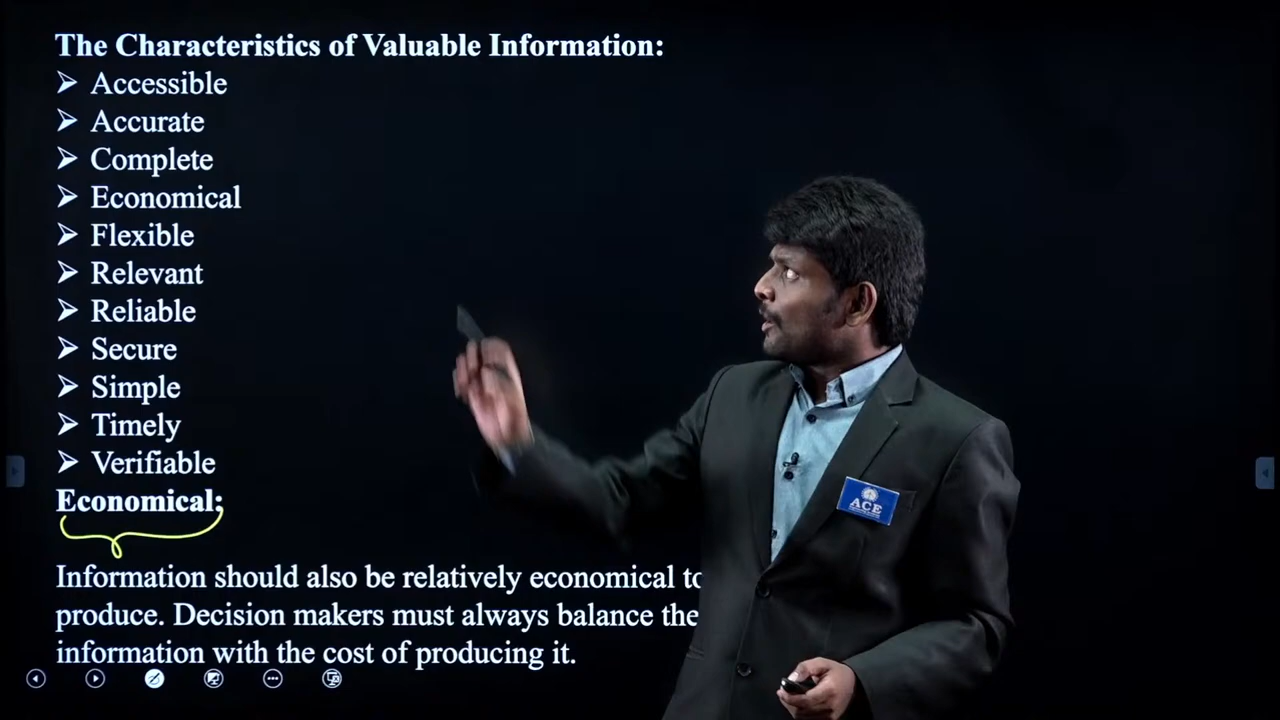 The Characteristics of Valuable Information:
➢ Accessible
➢ Accurate
➢ Complete
➢ Economical
➢ Flexible
➢ Relevant
➢ Reliable
➢ Secure
➢ Simple
➢ Timely
➢ Verifiable
Economical:
Information should also be relatively economical to
produce. Decision makers must always balance the
information with the cost of producing it.
ACE